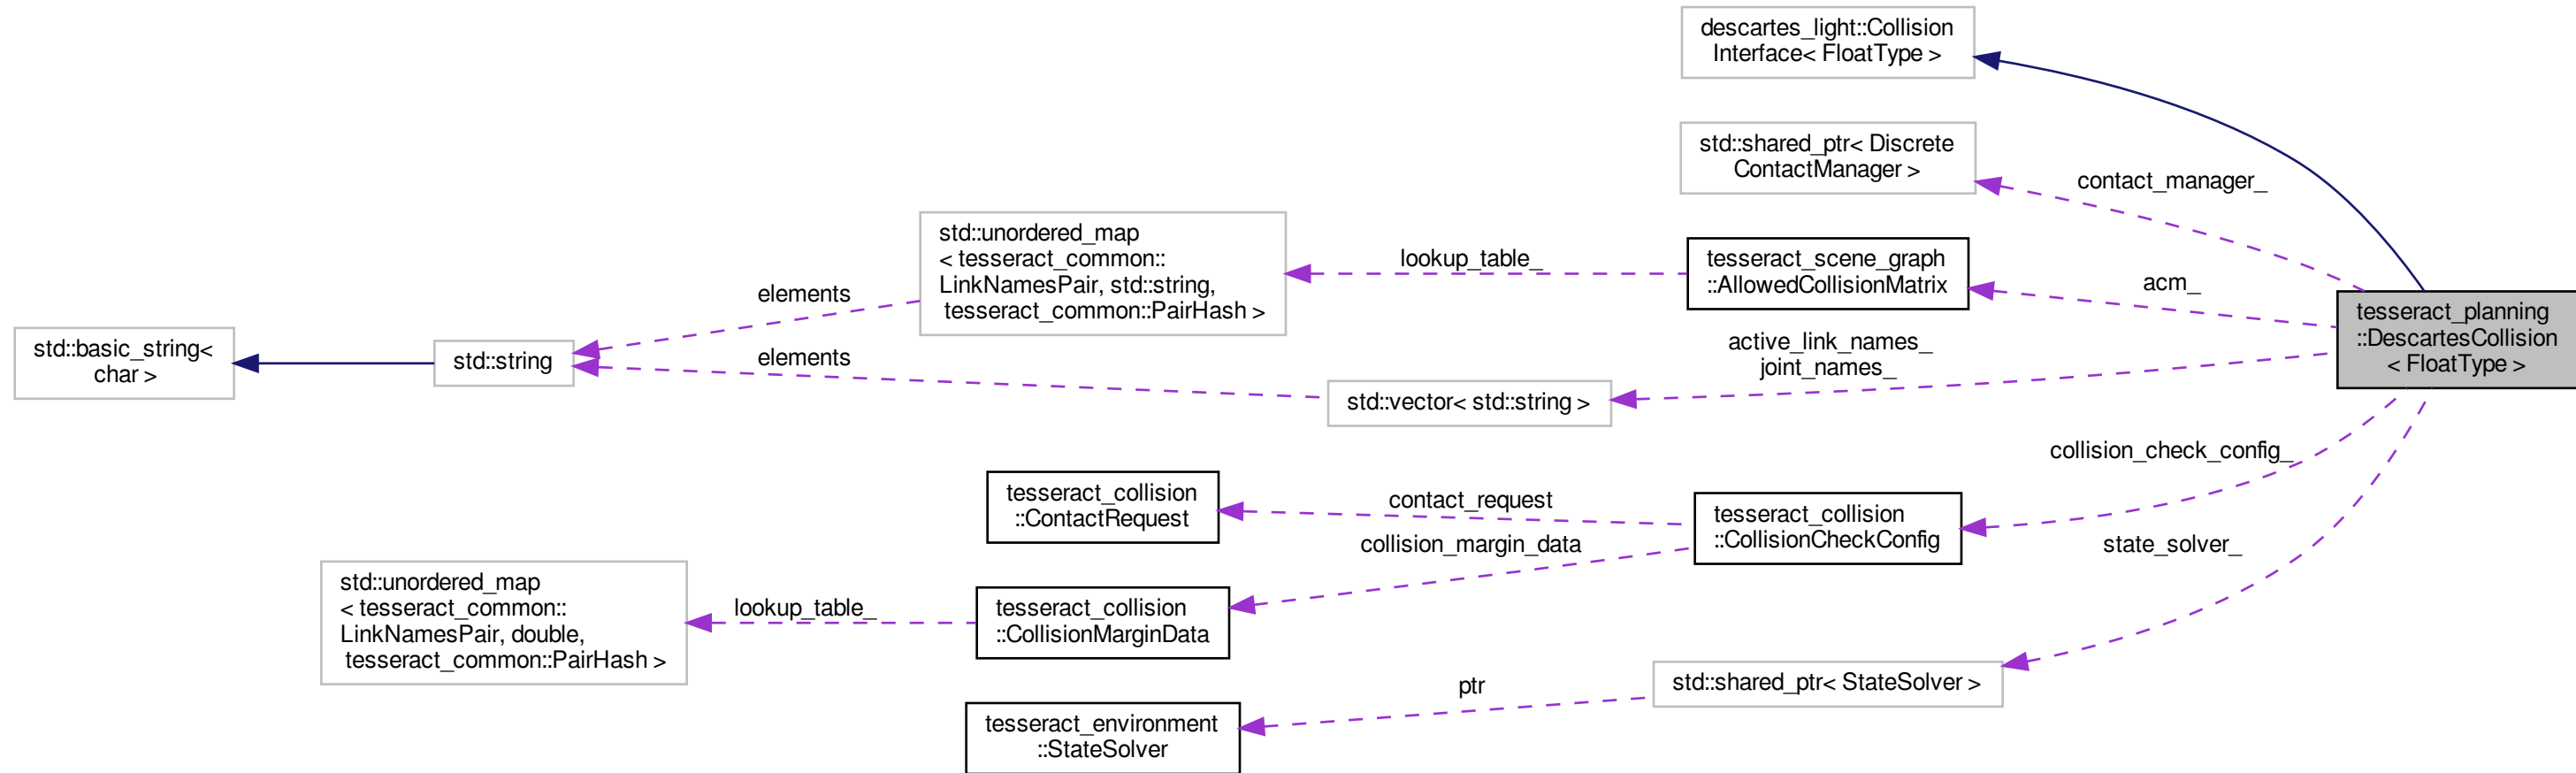 descartes_light::Collision
Interface< FloatType >
std::shared_ptr< Discrete
ContactManager >
contact_manager_
std::unordered_map
< tesseract_common::
LinkNamesPair, std::string,
tesseract_common::PairHash >
lookup_table_
tesseract_scene_graph
::AllowedCollisionMatrix
acm_
tesseract_planning
::DescartesCollision
< FloatType >
elements
std::basic_string<
char >
std::string
elements
active_link_names_
joint_names_
std::vector< std::string >
collision_check_config_
tesseract_collision
::ContactRequest
contact_request
tesseract_collision
::CollisionCheckConfig
collision_margin_data
state_solver_
std::unordered_map
< tesseract_common::
LinkNamesPair, double,
tesseract_common::PairHash >
lookup_table_
tesseract_collision
::CollisionMarginData
std::shared_ptr< StateSolver >
ptr
tesseract_environment
::StateSolver